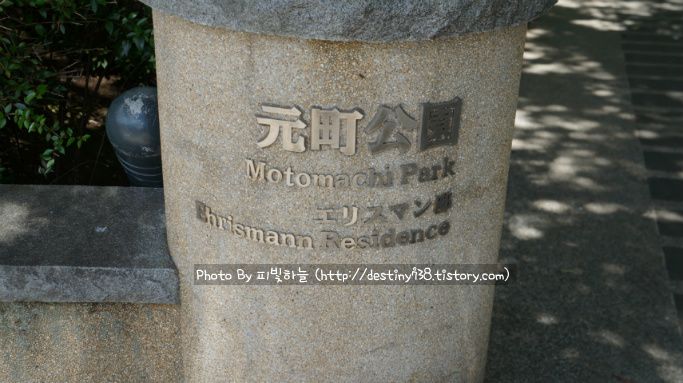 元町公園
Motomachi Park
エリスマン邸
Ehrismann Residence
Photo By 피빛하늘 (http://destiny738.tistory.com)